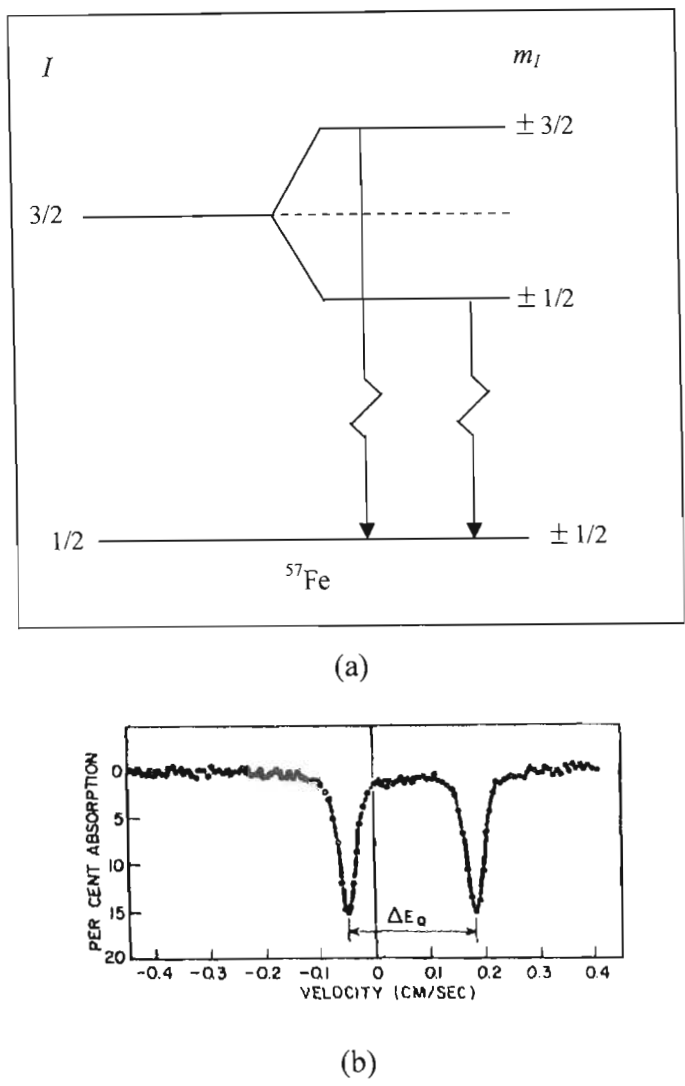 I m_I
± 3/2
3/2
± 1/2
1/2 ± 1/2
⁵⁷Fe
(a)
PER CENT ABSORPTION
0
5
10
15
20
ΔE_Q
-0.4 -0.3 -0.2 -0.1 0 0.1 0.2 0.3 0.4
VELOCITY (CM/SEC)
(b)